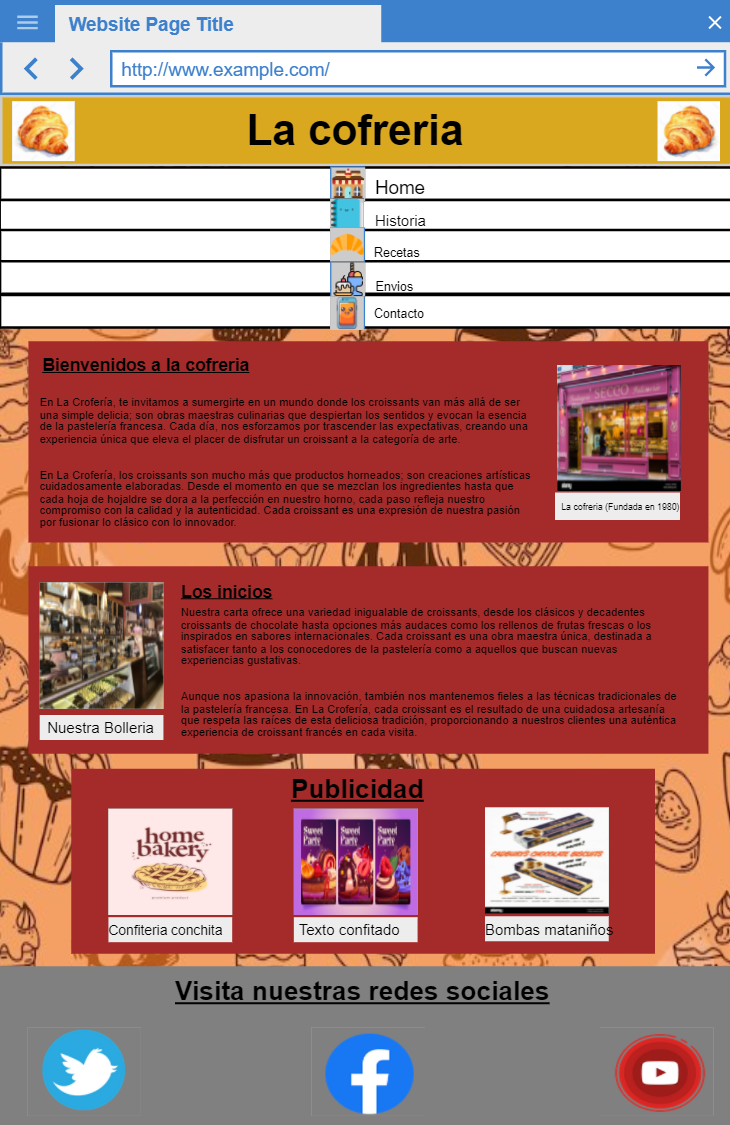 Website Page Title
http://www.example.com/
La cofreria
Home
Historia
Recetas
Envios
Contacto
Bienvenidos a la cofreria
En La Crofería, te invitamos a sumergirte en un mundo donde los croissants van más allá de ser
una simple delicia; son obras maestras culinarias que despiertan los sentidos y evocan la esencia
de la pastelería francesa. Cada día, nos esforzamos por trascender las expectativas, creando una
experiencia única que eleva el placer de disfrutar un croissant a la categoría de arte.
En La Crofería, los croissants son mucho más que productos horneados; son creaciones artísticas
cuidadosamente elaboradas. Desde el momento en que se mezclan los ingredientes hasta que
cada hoja de hojaldre se dora a la perfección en nuestro horno, cada paso refleja nuestro
compromiso con la calidad y la autenticidad. Cada croissant es una expresión de nuestra pasión
por fusionar lo clásico con lo innovador.
SECCO
La cofreria (Fundada en 1980)
Los inicios
Nuestra carta ofrece una variedad inigualable de croissants, desde los clásicos y decadentes
croissants de chocolate hasta opciones más audaces como los rellenos de frutas frescas o los
inspirados en sabores internacionales. Cada croissant es una obra maestra única, destinada a
satisfacer tanto a los conocedores de la pastelería como a aquellos que buscan nuevas
experiencias gustativas.
Aunque nos apasiona la innovación, también nos mantenemos fieles a las técnicas tradicionales de
la pastelería francesa. En La Crofería, cada croissant es el resultado de una cuidadosa artesanía
que respeta las raíces de esta deliciosa tradición, proporcionando a nuestros clientes una auténtica
experiencia de croissant francés en cada visita.
Nuestra Bolleria
Publicidad
home
bakery
Sweet Sweet Sweet
Party Party Party
CHOCOLATE BISCUITS
Confiteria conchita
Texto confitado
Bombas mataniños
Visita nuestras redes sociales